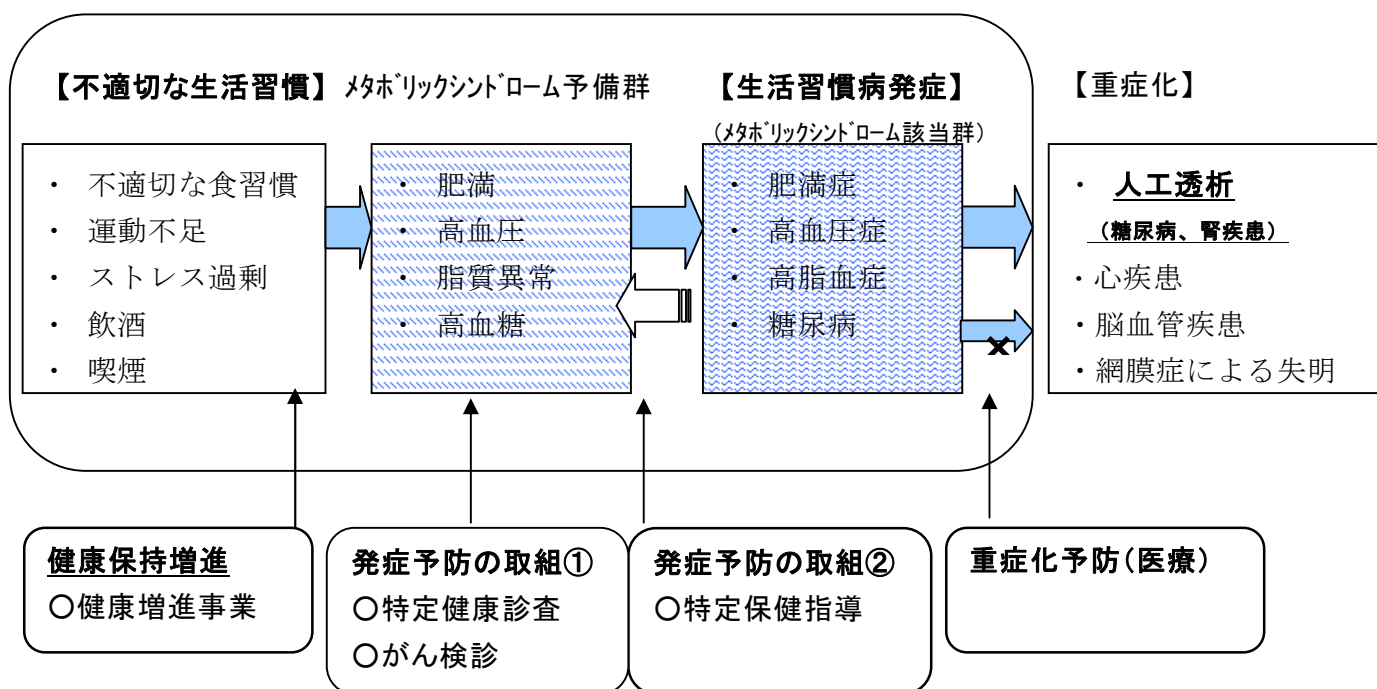 【不適切な生活習慣】
メタボリックシンドローム予備群
【生活習慣病発症】
(メタボリックシンドローム該当群)
【重症化】
・ 不適切な食習慣
・ 運動不足
・ ストレス過剰
・ 飲酒
・ 喫煙
・ 肥満
・ 高血圧
・ 脂質異常
・ 高血糖
・ 肥満症
・ 高血圧症
・ 高脂血症
・ 糖尿病
×
・ 人工透析
(糖尿病、腎疾患)
・心疾患
・脳血管疾患
・網膜症による失明
健康保持増進
○健康増進事業
発症予防の取組①
○特定健康診査
○がん検診
発症予防の取組②
○特定保健指導
重症化予防(医療)